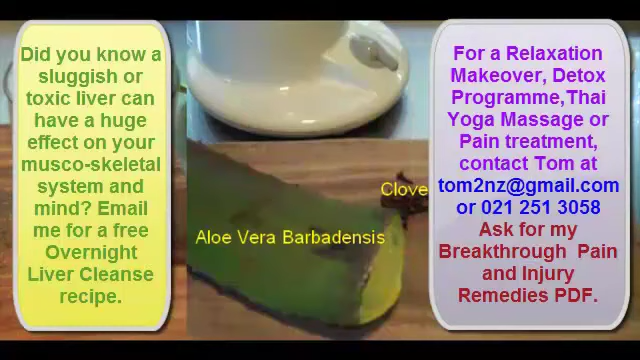 Did you know a
sluggish or
toxic liver can
have a huge
effect on your
musco-skeletal
system and
mind? Email
me for a free
Overnight
Liver Cleanse
recipe.
Aloe Vera Barbadensis
Clove
For a Relaxation
Makeover, Detox
Programme,Thai
Yoga Massage or
Pain treatment,
contact Tom at
tom2nz@gmail.com
or 021 251 3058
Ask for my
Breakthrough Pain
and Injury
Remedies PDF.